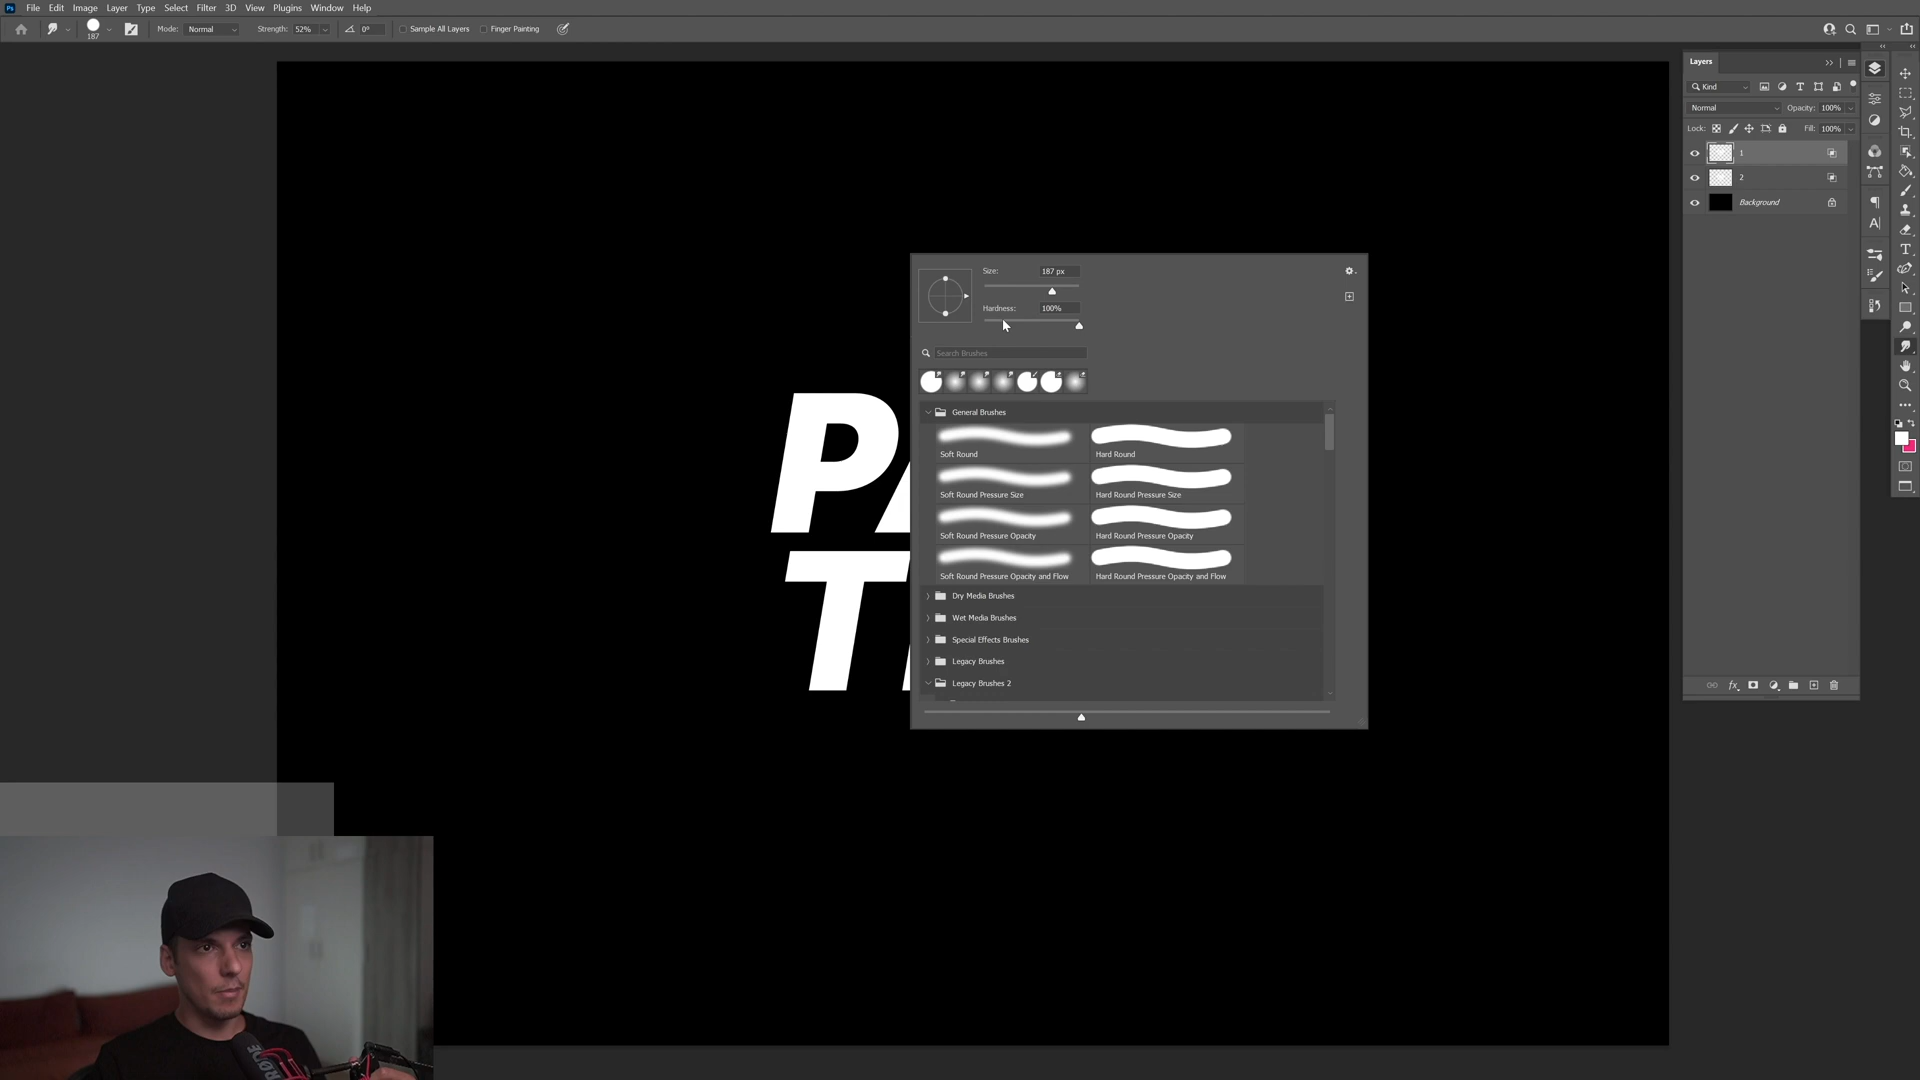 Ps File Edit Image Layer Type Select Filter 3D View Plugins Window Help
187 Mode: Normal Strength: 52% 0° Sample All Layers Finger Painting
Layers
Kind
Normal Opacity: 100%
Lock: Fill: 100%
1
2
Background
Size: 187 px
Hardness: 100%
Search Brushes
General Brushes
Soft Round Hard Round
Soft Round Pressure Size Hard Round Pressure Size
Soft Round Pressure Opacity Hard Round Pressure Opacity
Soft Round Pressure Opacity and Flow Hard Round Pressure Opacity and Flow
Dry Media Brushes
Wet Media Brushes
Special Effects Brushes
Legacy Brushes
Legacy Brushes 2
P
T
fx
RODE